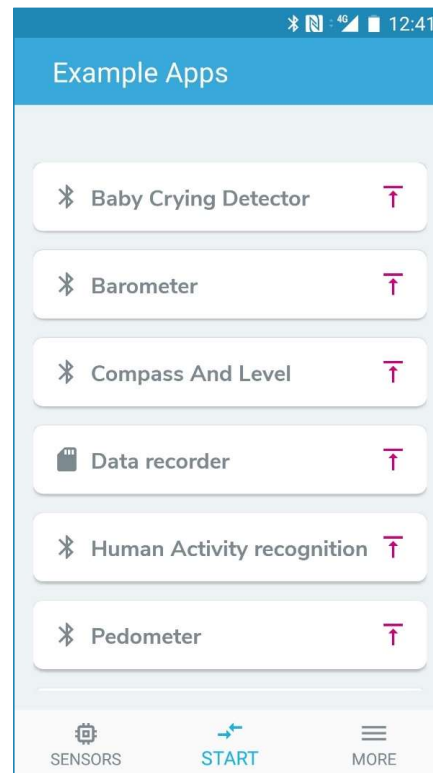 4G 12:41
Example Apps
Baby Crying Detector
Barometer
Compass And Level
Data recorder
Human Activity recognition
Pedometer
SENSORS START MORE